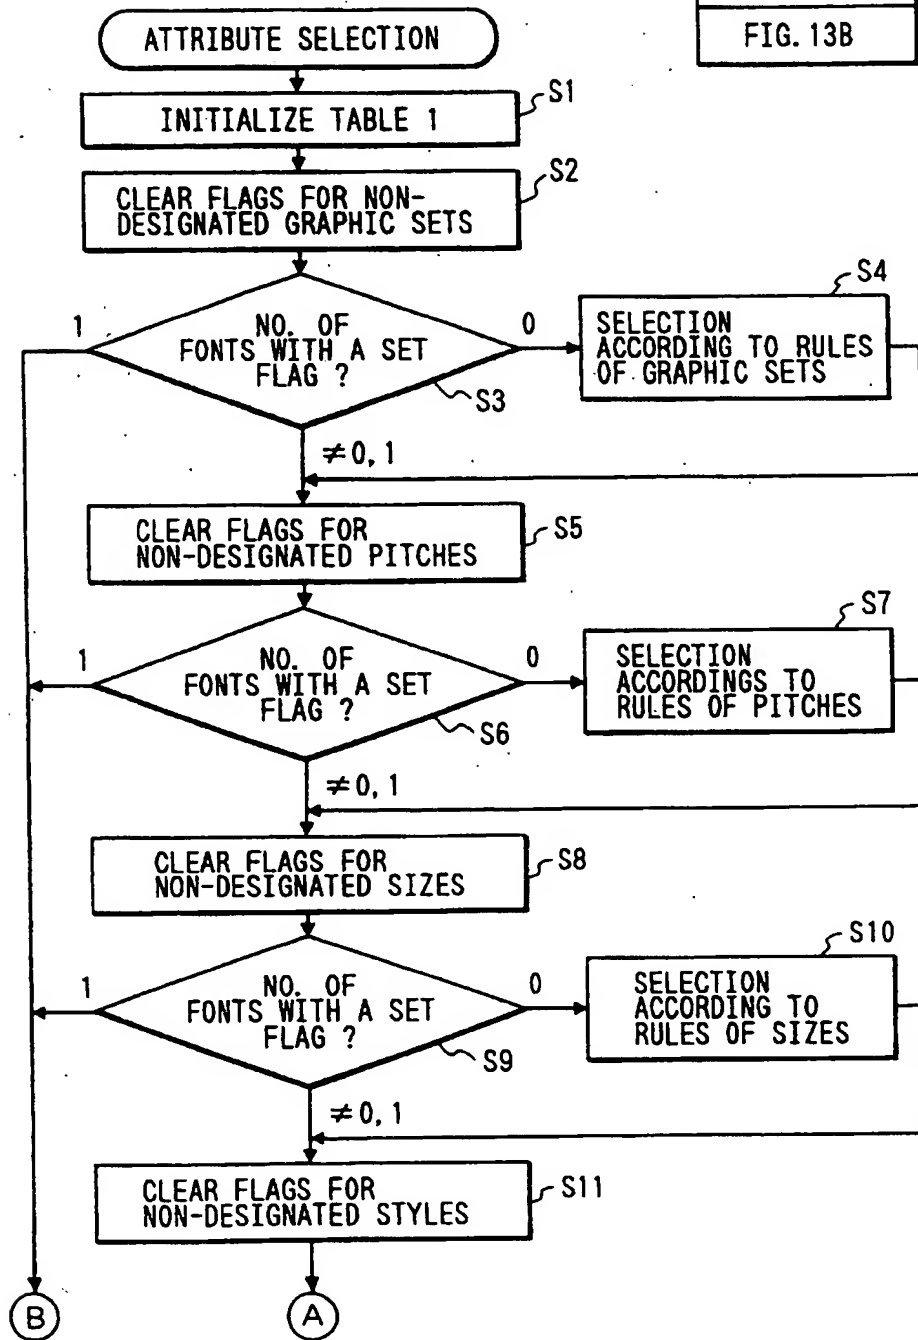 FIG. 13B
ATTRIBUTE SELECTION
S1
INITIALIZE TABLE 1
S2
CLEAR FLAGS FOR NON-
DESIGNATED GRAPHIC SETS
S4
1
NO. OF
FONTS WITH A SET
FLAG ?
0
SELECTION
ACCORDING TO RULES
OF GRAPHIC SETS
S3
≠0, 1
S5
CLEAR FLAGS FOR
NON-DESIGNATED PITCHES
S7
1
NO. OF
FONTS WITH A SET
FLAG ?
0
SELECTION
ACCORDINGS TO
RULES OF PITCHES
S6
≠0, 1
S8
CLEAR FLAGS FOR
NON-DESIGNATED SIZES
S10
1
NO. OF
FONTS WITH A SET
FLAG ?
0
SELECTION
ACCORDING TO
RULES OF SIZES
S9
≠0, 1
S11
CLEAR FLAGS FOR
NON-DESIGNATED STYLES
B
A